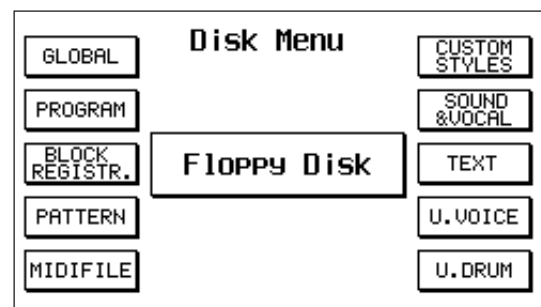 Disk Menu
GLOBAL
PROGRAM
BLOCK
REGISTR.
PATTERN
MIDIFILE
Floppy Disk
CUSTOM
STYLES
SOUND
&VOCAL
TEXT
U.VOICE
U.DRUM